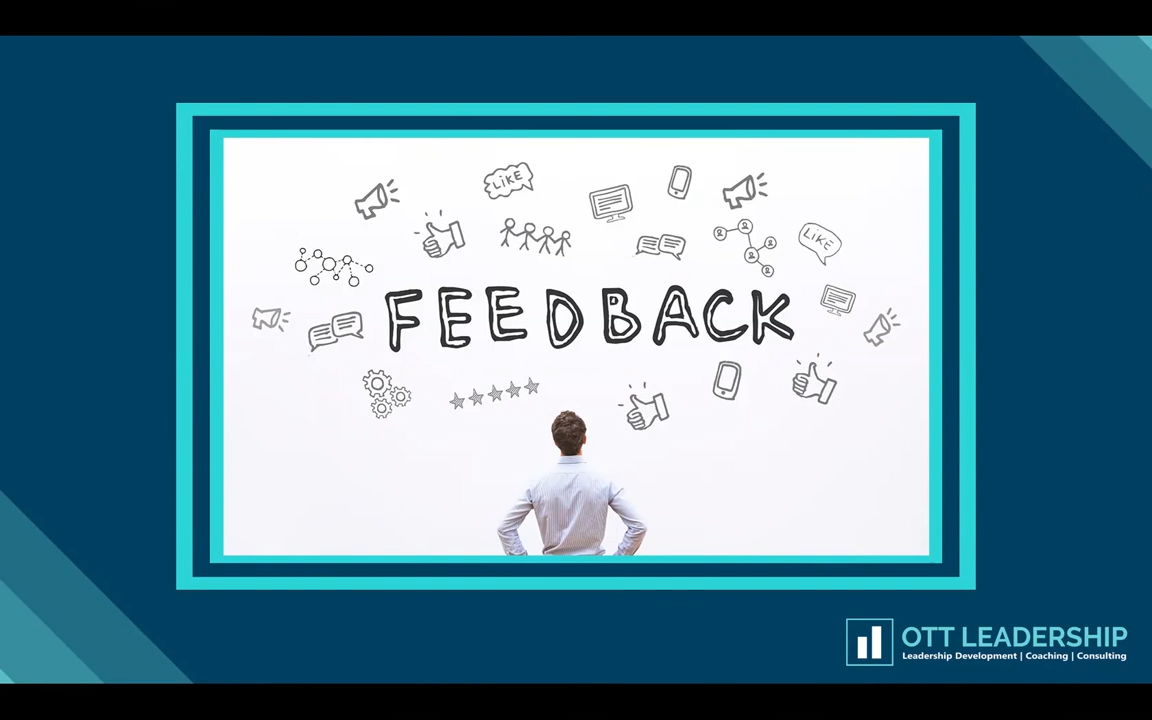 LIKE
LIKE
FEEDBACK
OTT LEADERSHIP
Leadership Development | Coaching | Consulting